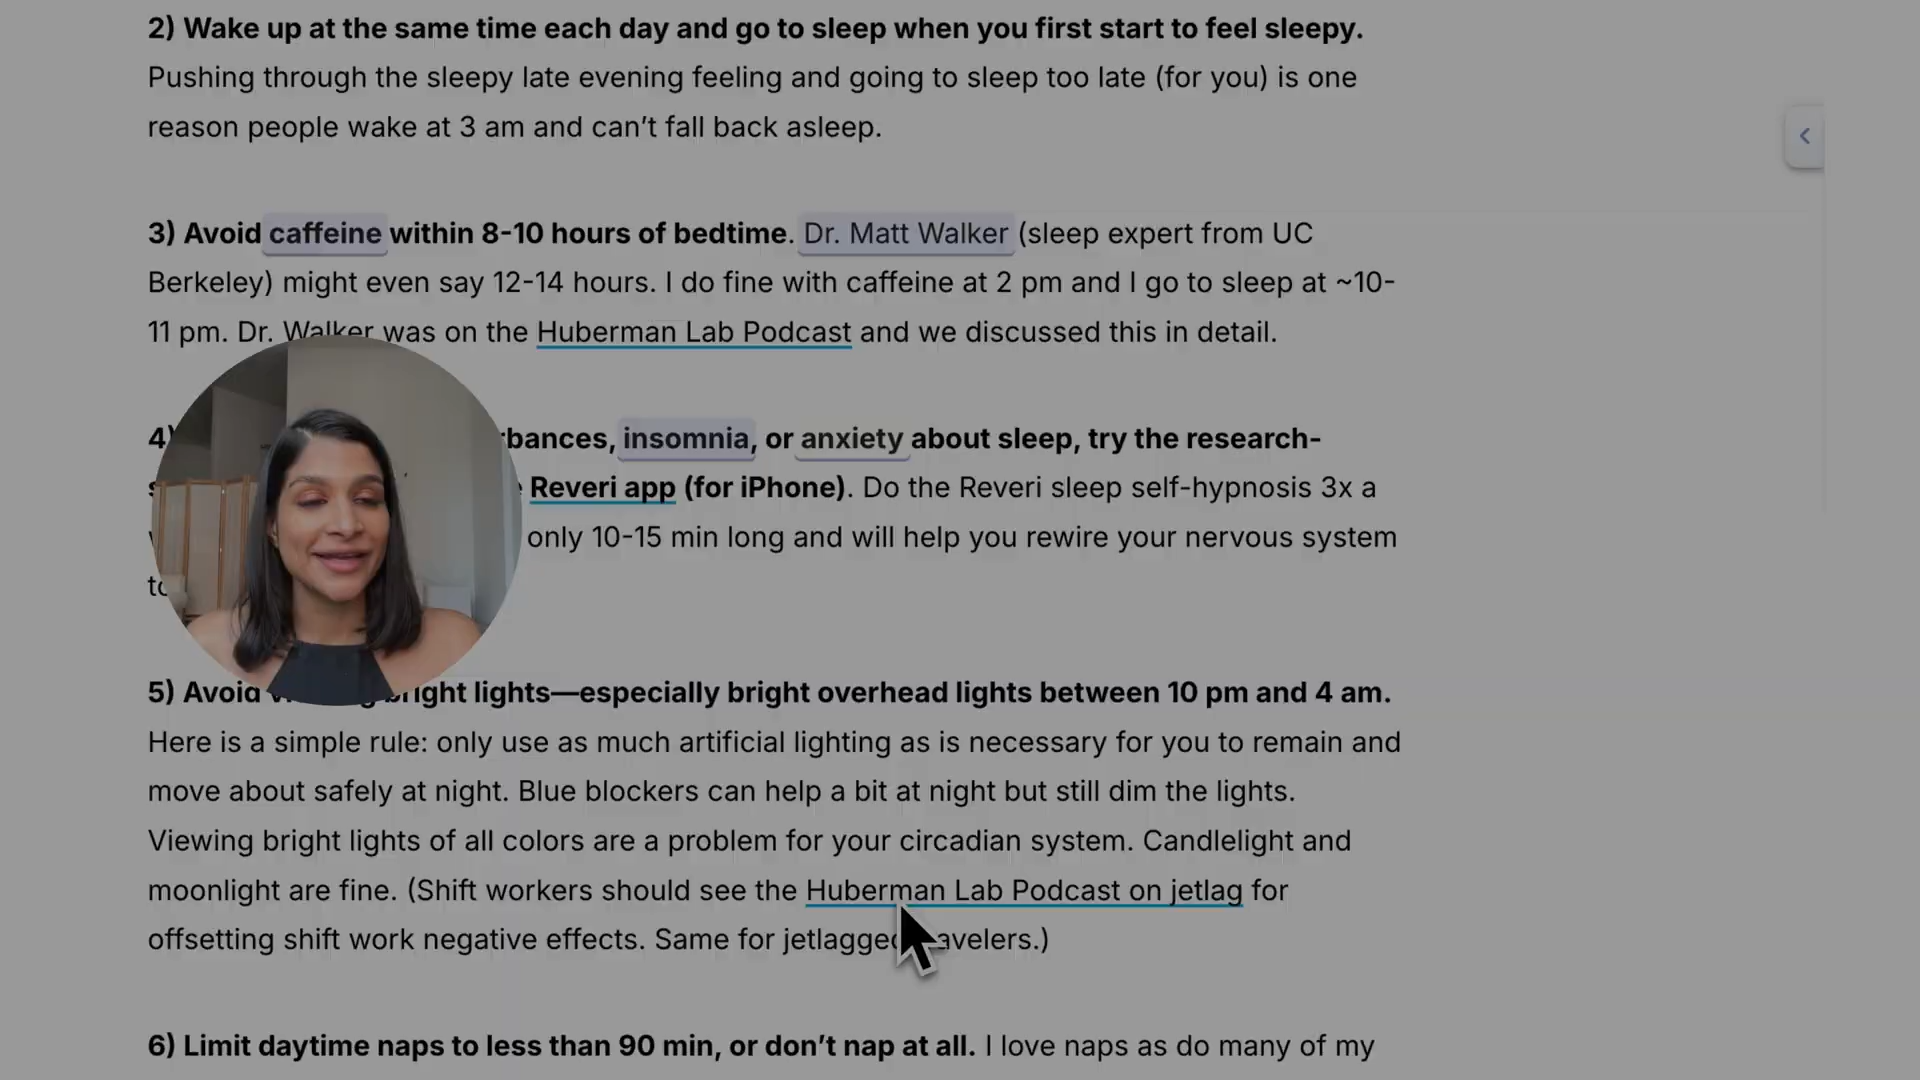 2) Wake up at the same time each day and go to sleep when you first start to feel sleepy.
Pushing through the sleepy late evening feeling and going to sleep too late (for you) is one
reason people wake at 3 am and can’t fall back asleep.
3) Avoid caffeine within 8-10 hours of bedtime. Dr. Matt Walker (sleep expert from UC
Berkeley) might even say 12-14 hours. I do fine with caffeine at 2 pm and I go to sleep at ~10-
11 pm. Dr. Walker was on the Huberman Lab Podcast and we discussed this in detail.
4) insomnia, or anxiety about sleep, try the research-
Reveri app (for iPhone). Do the Reveri sleep self-hypnosis 3x a
only 10-15 min long and will help you rewire your nervous system
5) Avoid bright lights—especially bright overhead lights between 10 pm and 4 am.
Here is a simple rule: only use as much artificial lighting as is necessary for you to remain and
move about safely at night. Blue blockers can help a bit at night but still dim the lights.
Viewing bright lights of all colors are a problem for your circadian system. Candlelight and
moonlight are fine. (Shift workers should see the Huberman Lab Podcast on jetlag for
offsetting shift work negative effects. Same for jetlagged travelers.)
6) Limit daytime naps to less than 90 min, or don’t nap at all. I love naps as do many of my